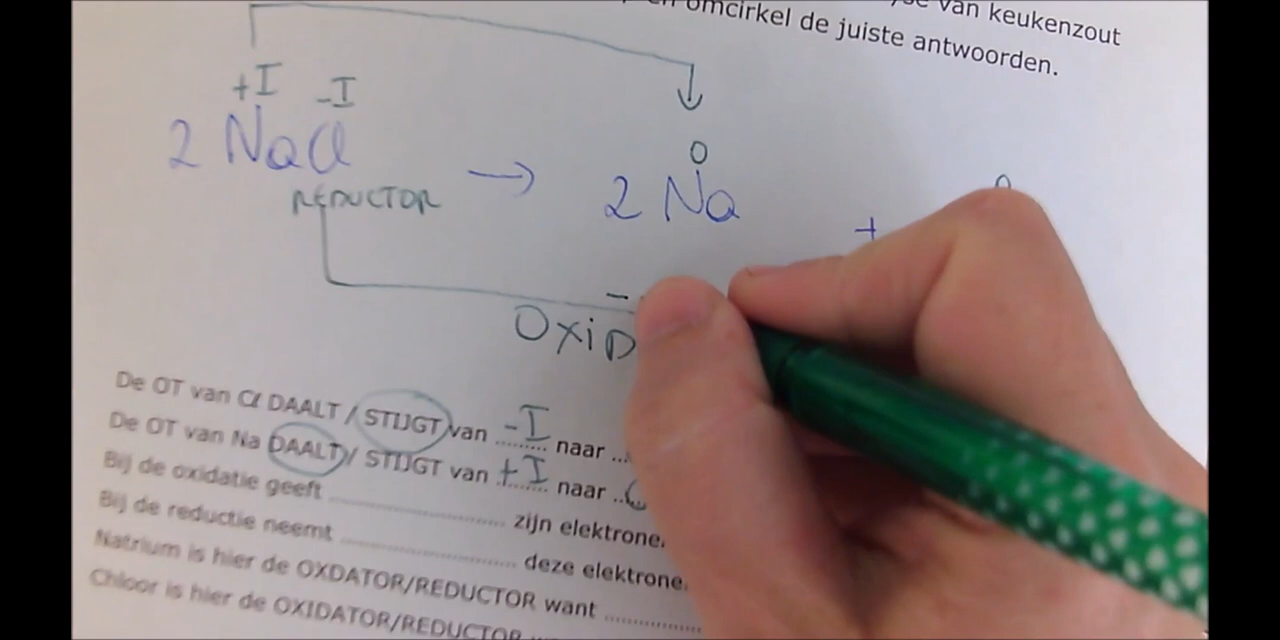 van keukenzout
omcirkel de juiste antwoorden.
+I -I
2 NaCl → 2 Na +
0
REDUCTOR
OXID
De OT van Cl DAALT / STIJGT van -I naar ...
De OT van Na DAALT / STIJGT van +I naar ..
Bij de oxidatie geeft .................... zijn elektrone
Bij de reductie neemt .................... deze elektrone
Natrium is hier de OXDATOR/REDUCTOR want ............
Chloor is hier de OXIDATOR/REDUCTOR